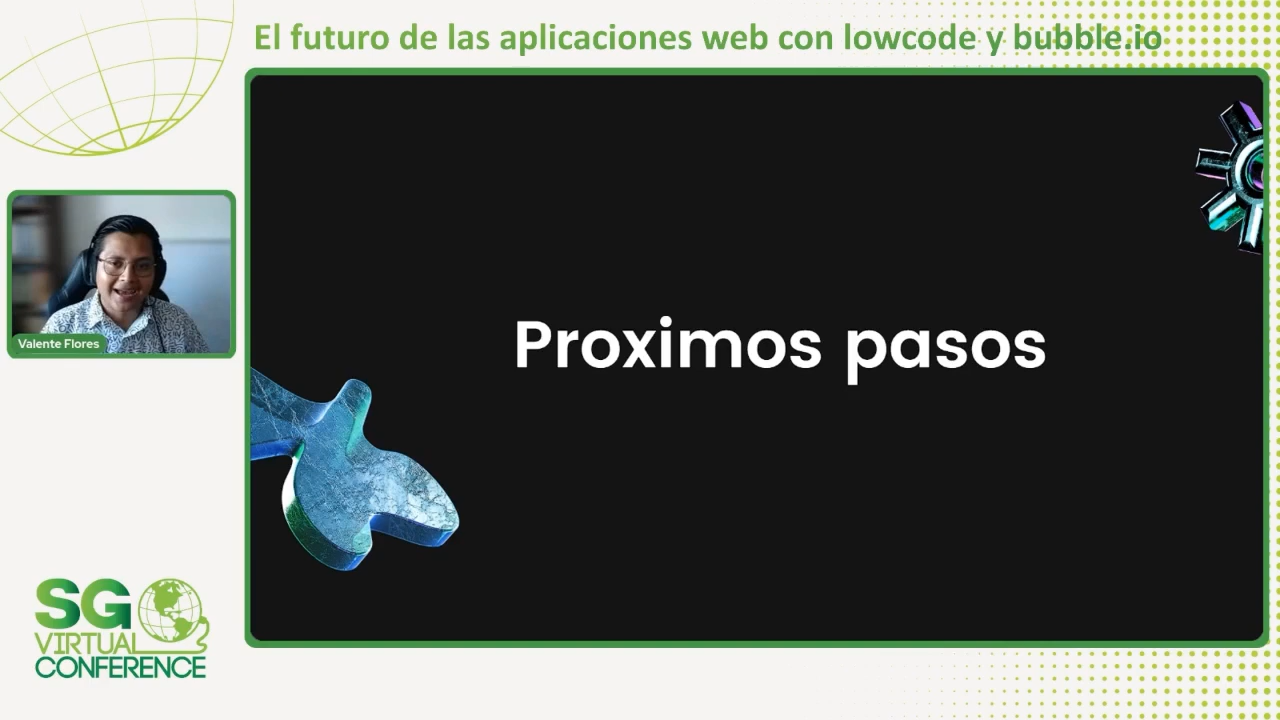 El futuro de las aplicaciones web con lowcode y bubble.io
Proximos pasos
Valente Flores
SG
VIRTUAL
CONFERENCE